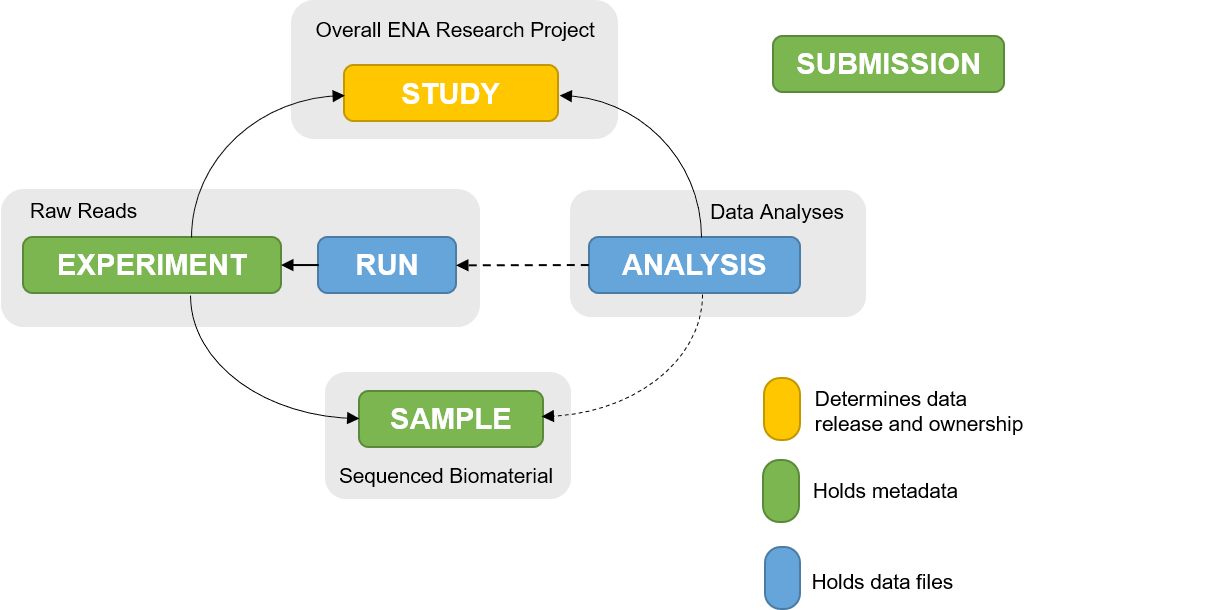 Overall ENA Research Project
STUDY
SUBMISSION
Raw Reads
EXPERIMENT
RUN
Data Analyses
ANALYSIS
SAMPLE
Sequenced Biomaterial
Determines data
release and ownership
Holds metadata
Holds data files